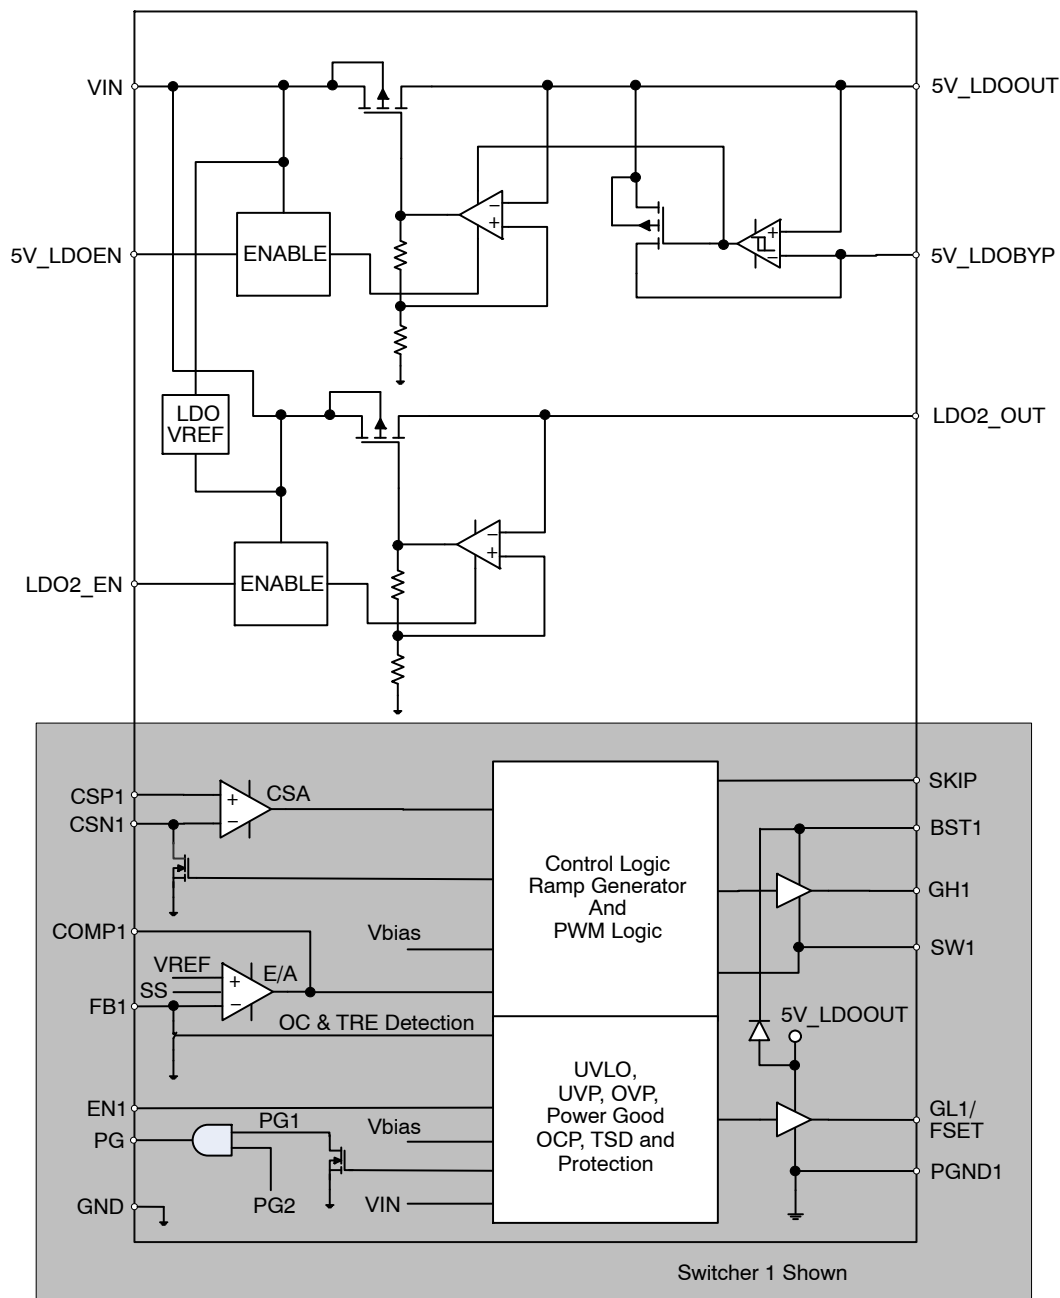 VIN
5V_LDOOUT
−
+
+
−
5V_LDOEN
ENABLE
5V_LDOBYP
LDO
VREF
LDO2_OUT
−
+
LDO2_EN
ENABLE
CSP1
+
−
CSA
CSN1
SKIP
BST1
Control Logic
Ramp Generator
And
PWM Logic
GH1
COMP1
Vbias
SW1
VREF
SS
+
−
E/A
FB1
5V_LDOOUT
OC & TRE Detection
UVLO,
UVP, OVP,
Power Good
OCP, TSD and
Protection
EN1
PG1
Vbias
GL1/
FSET
PG
PGND1
PG2
VIN
GND
Switcher 1 Shown